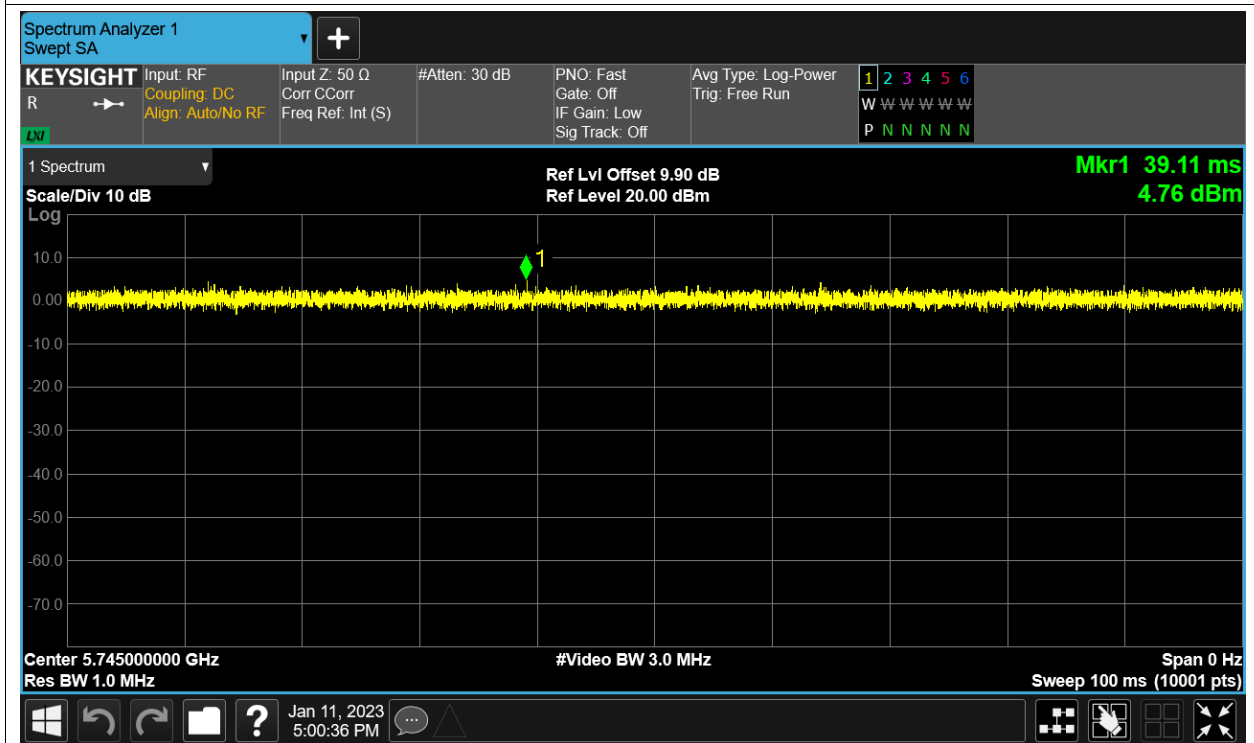 Spectrum Analyzer 1
Swept SA
KEYSIGHT
R
LXI
Input: RF
Coupling: DC
Align: Auto/No RF
Input Z: 50 Ω
Corr CCorr
Freq Ref: Int (S)
#Atten: 30 dB
PNO: Fast
Gate: Off
IF Gain: Low
Sig Track: Off
Avg Type: Log-Power
Trig: Free Run
1 2 3 4 5 6
W W W W W W
P N N N N N
1 Spectrum
Scale/Div 10 dB
Log
Ref Lvl Offset 9.90 dB
Ref Level 20.00 dBm
Mkr1 39.11 ms
4.76 dBm
1
10.0
0.00
-10.0
-20.0
-30.0
-40.0
-50.0
-60.0
-70.0
Center 5.745000000 GHz
Res BW 1.0 MHz
#Video BW 3.0 MHz
Span 0 Hz
Sweep 100 ms (10001 pts)
?
Jan 11, 2023
5:00:36 PM